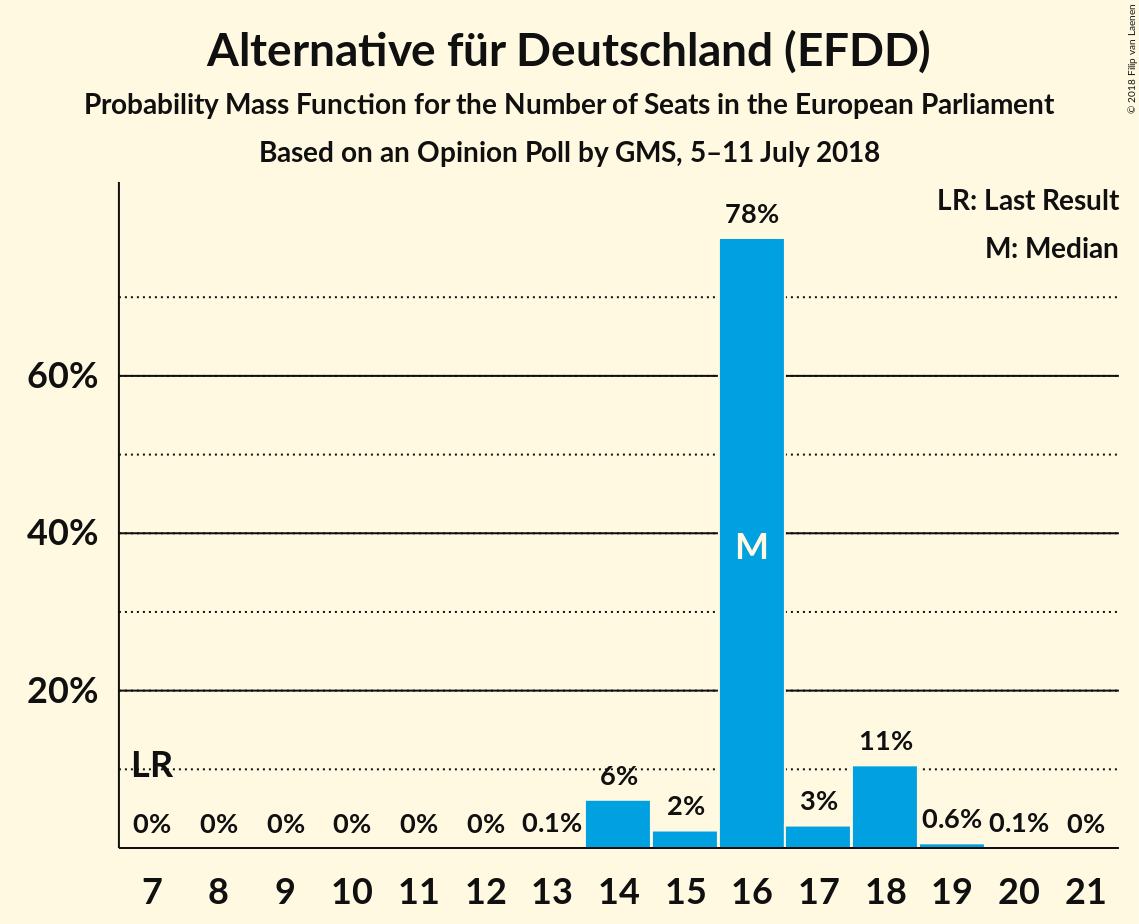 Alternative für Deutschland (EFDD)
Probability Mass Function for the Number of Seats in the European Parliament
Based on an Opinion Poll by GMS, 5–11 July 2018
© 2018 Filip van Laenen
LR: Last Result
M: Median
78%
60%
40%
M
20%
11%
LR
6%
2%
3%
0% 0% 0% 0% 0% 0% 0.1% 0.6% 0.1% 0%
7 8 9 10 11 12 13 14 15 16 17 18 19 20 21